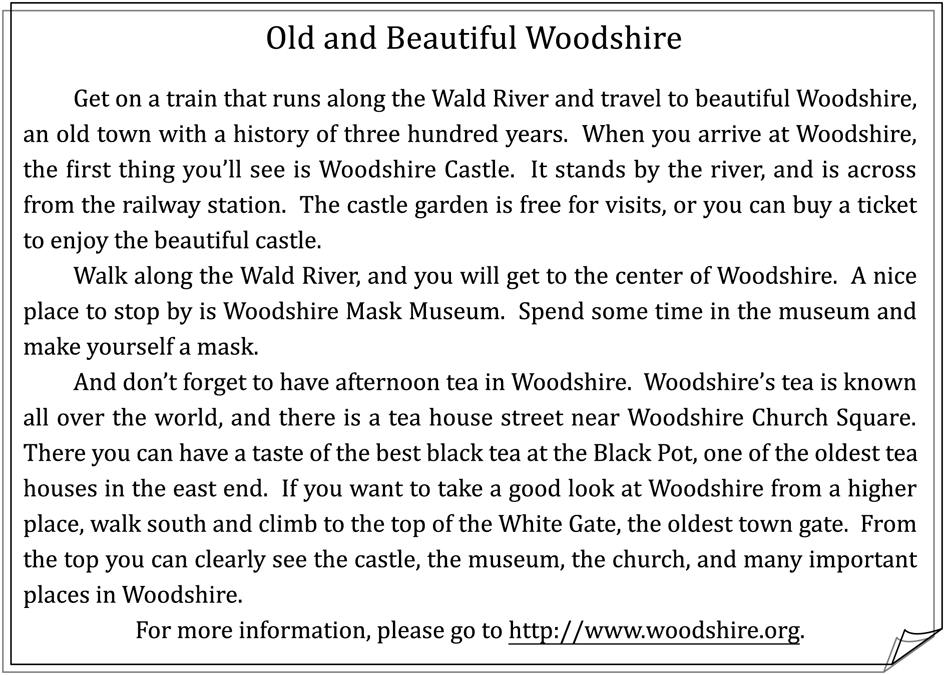 Old and Beautiful Woodshire
Get on a train that runs along the Wald River and travel to beautiful Woodshire,
an old town with a history of three hundred years. When you arrive at Woodshire,
the first thing you’ll see is Woodshire Castle. It stands by the river, and is across
from the railway station. The castle garden is free for visits, or you can buy a ticket
to enjoy the beautiful castle.
Walk along the Wald River, and you will get to the center of Woodshire. A nice
place to stop by is Woodshire Mask Museum. Spend some time in the museum and
make yourself a mask.
And don’t forget to have afternoon tea in Woodshire. Woodshire’s tea is known
all over the world, and there is a tea house street near Woodshire Church Square.
There you can have a taste of the best black tea at the Black Pot, one of the oldest tea
houses in the east end. If you want to take a good look at Woodshire from a higher
place, walk south and climb to the top of the White Gate, the oldest town gate. From
the top you can clearly see the castle, the museum, the church, and many important
places in Woodshire.
For more information, please go to http://www.woodshire.org.